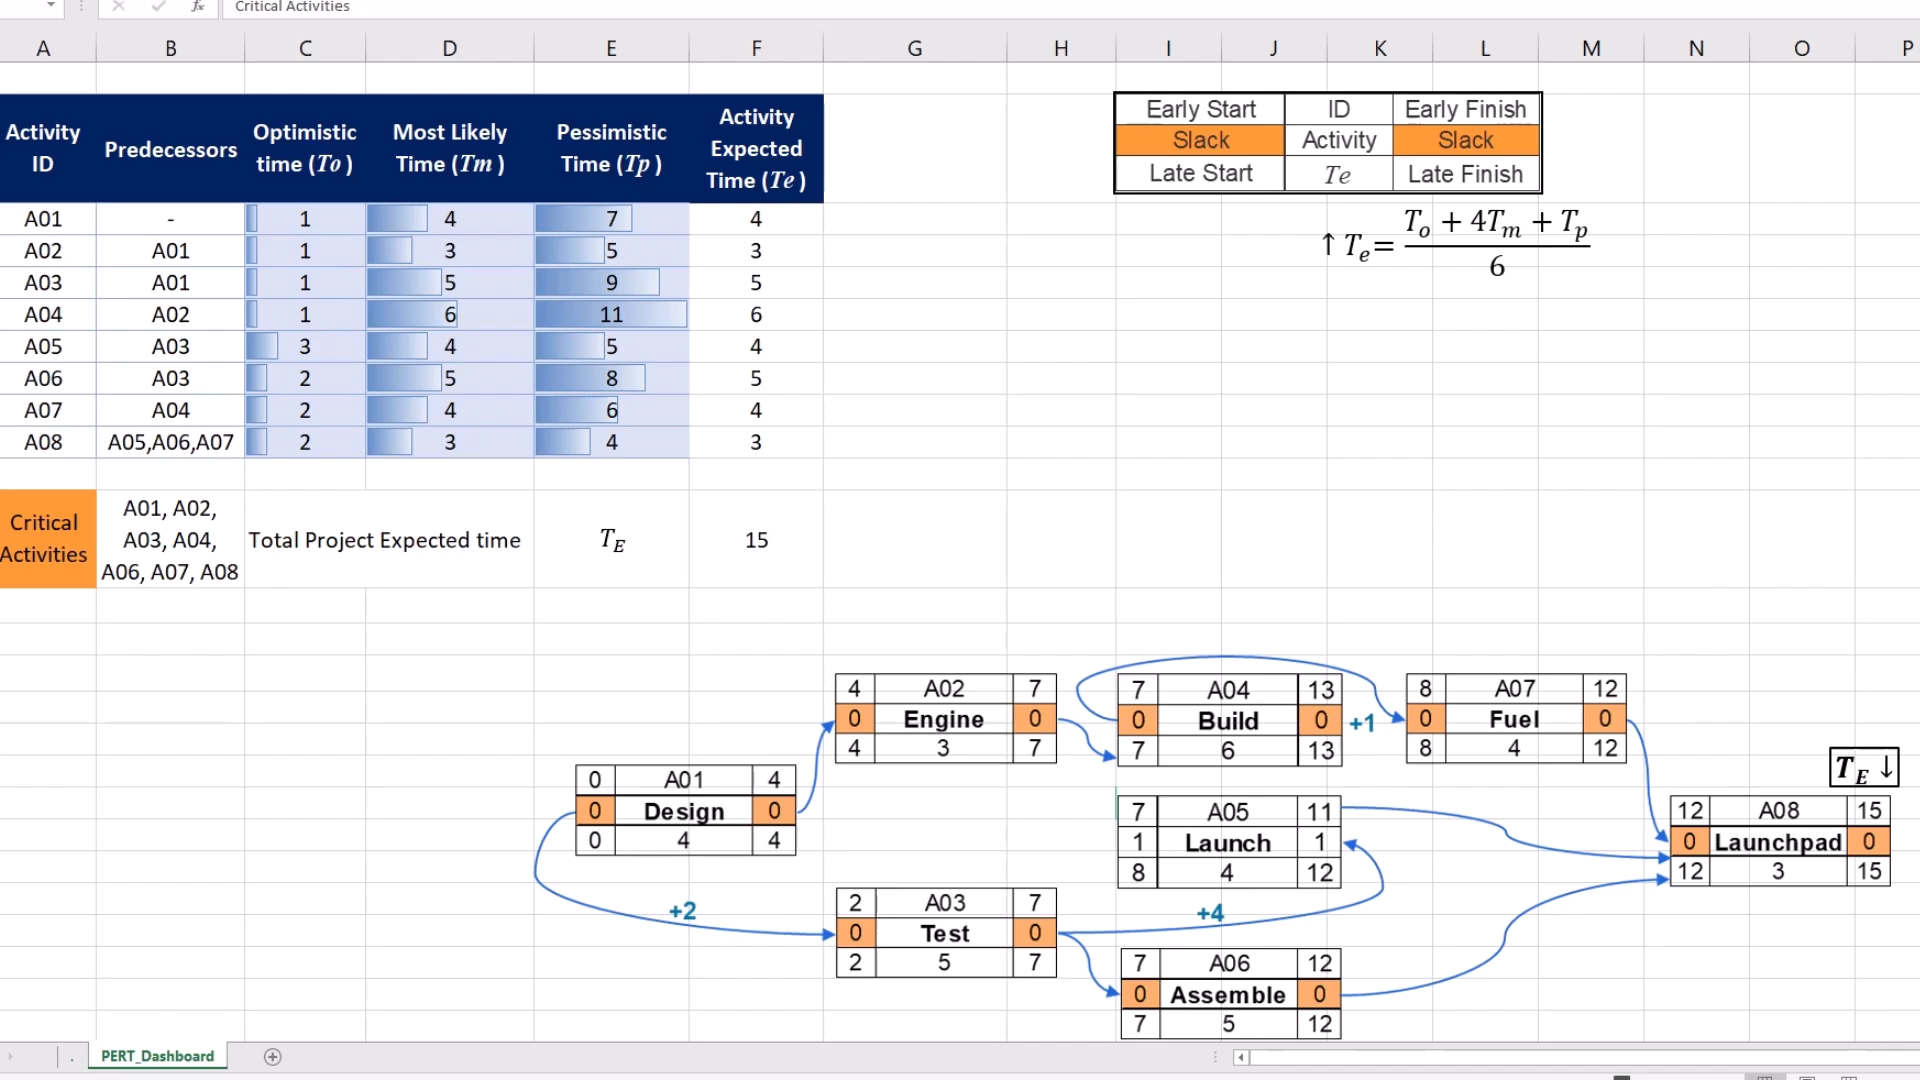 fx Critical Activities
A B C D E F G H I J K L M N O P
Activity ID Predecessors Optimistic time (To) Most Likely Time (Tm) Pessimistic Time (Tp) Activity Expected Time (Te)
A01 - 1 4 7 4
A02 A01 1 3 5 3
A03 A01 1 5 9 5
A04 A02 1 6 11 6
A05 A03 3 4 5 4
A06 A03 2 5 8 5
A07 A04 2 4 6 4
A08 A05,A06,A07 2 3 4 3
Early Start ID Early Finish
Slack Activity Slack
Late Start Te Late Finish
↑ Te= To + 4Tm + Tp
6
Critical Activities
A01, A02,
A03, A04,
A06, A07, A08
Total Project Expected time TE 15
0 A01 4
0 Design 0
0 4 4
4 A02 7
0 Engine 0
4 3 7
7 A04 13
0 Build 0
7 6 13
+1
8 A07 12
0 Fuel 0
8 4 12
TE ↓
7 A05 11
1 Launch 1
8 4 12
12 A08 15
0 Launchpad 0
12 3 15
+2
2 A03 7
0 Test 0
2 5 7
+4
7 A06 12
0 Assemble 0
7 5 12
PERT_Dashboard